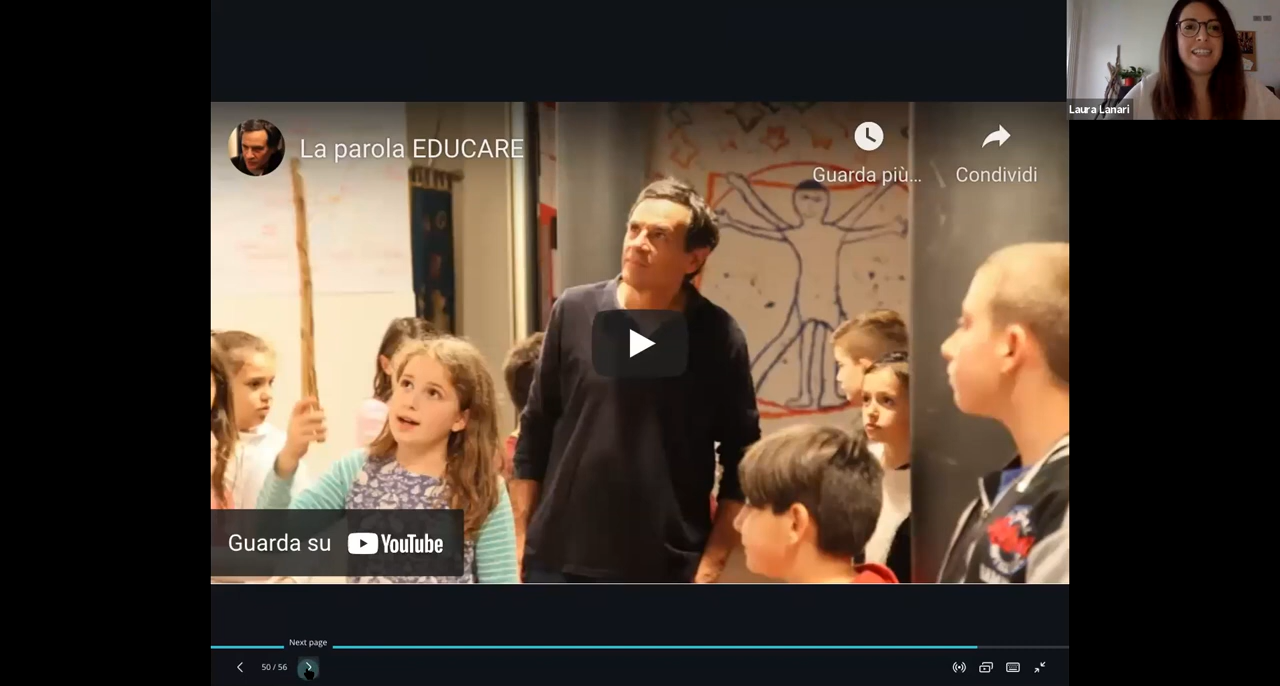 Laura Lanari
La parola EDUCARE
Guarda più...
Condividi
Guarda su YouTube
Next page
50 / 56